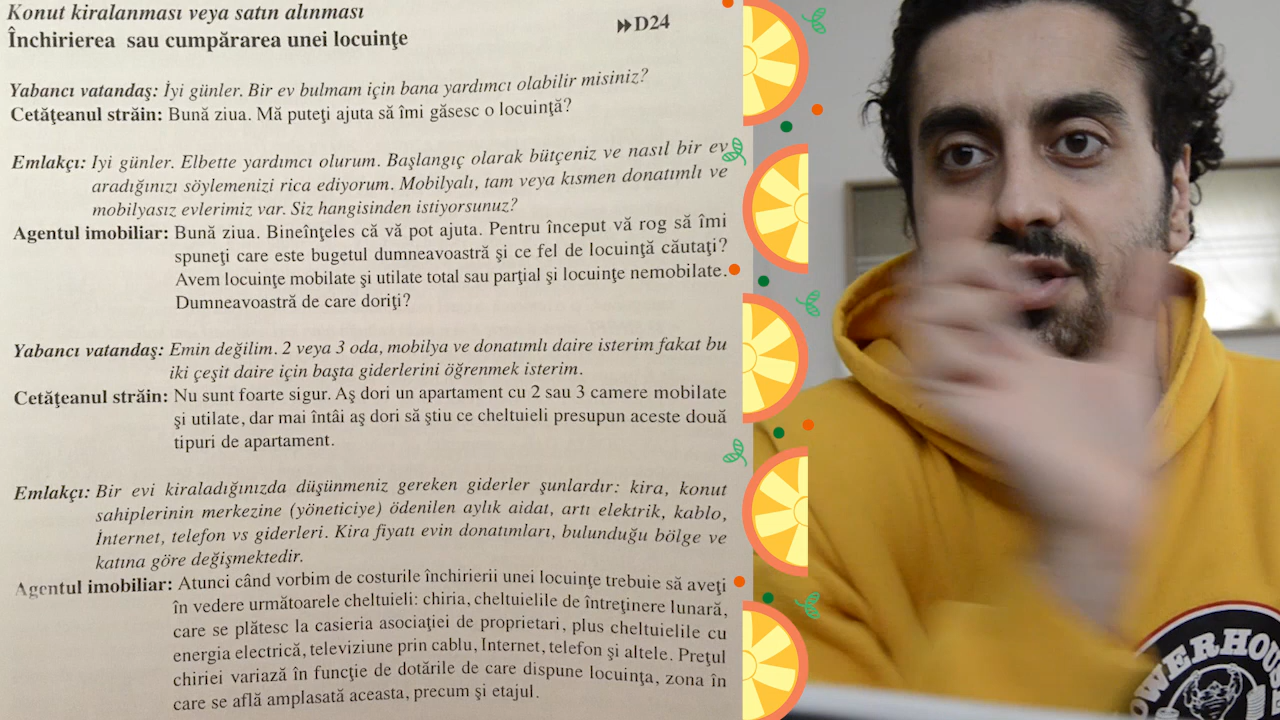 Konut kiralanması veya satın alınması
Închirierea sau cumpărarea unei locuinţe
D24
Yabancı vatandaş: İyi günler. Bir ev bulmam için bana yardımcı olabilir misiniz?
Cetăţeanul străin: Bună ziua. Mă puteţi ajuta să îmi găsesc o locuinţă?
Emlakçı: Iyi günler. Elbette yardımcı olurum. Başlangıç olarak bütçeniz ve nasıl bir ev
aradığınızı söylemenizi rica ediyorum. Mobilyalı, tam veya kısmen donatımlı ve
mobilyasız evlerimiz var. Siz hangisinden istiyorsunuz?
Agentul imobiliar: Bună ziua. Bineînţeles că vă pot ajuta. Pentru început vă rog să îmi
spuneţi care este bugetul dumneavoastră şi ce fel de locuinţă căutaţi?
Avem locuinţe mobilate şi utilate total sau parţial şi locuinţe nemobilate.
Dumneavoastră de care doriţi?
Yabancı vatandaş: Emin değilim. 2 veya 3 oda, mobilya ve donatımlı daire isterim fakat bu
iki çeşit daire için başta giderlerini öğrenmek isterim.
Cetăţeanul străin: Nu sunt foarte sigur. Aş dori un apartament cu 2 sau 3 camere mobilate
şi utilate, dar mai întâi aş dori să ştiu ce cheltuieli presupun aceste două
tipuri de apartament.
Emlakçı: Bir evi kiraladığınızda düşünmeniz gereken giderler şunlardır: kira, konut
sahiplerinin merkezine (yöneticiye) ödenilen aylık aidat, artı elektrik, kablo,
İnternet, telefon vs giderleri. Kira fiyatı evin donatımları, bulunduğu bölge ve
katına göre değişmektedir.
Agentul imobiliar: Atunci când vorbim de costurile închirierii unei locuinţe trebuie să aveţi
în vedere următoarele cheltuieli: chiria, cheltuielile de întreţinere lunară,
care se plătesc la casieria asociaţiei de proprietari, plus cheltuielile cu
energia electrică, televiziune prin cablu, Internet, telefon şi altele. Preţul
chiriei variază în funcţie de dotările de care dispune locuinţa, zona în
care se află amplasată aceasta, precum şi etajul.